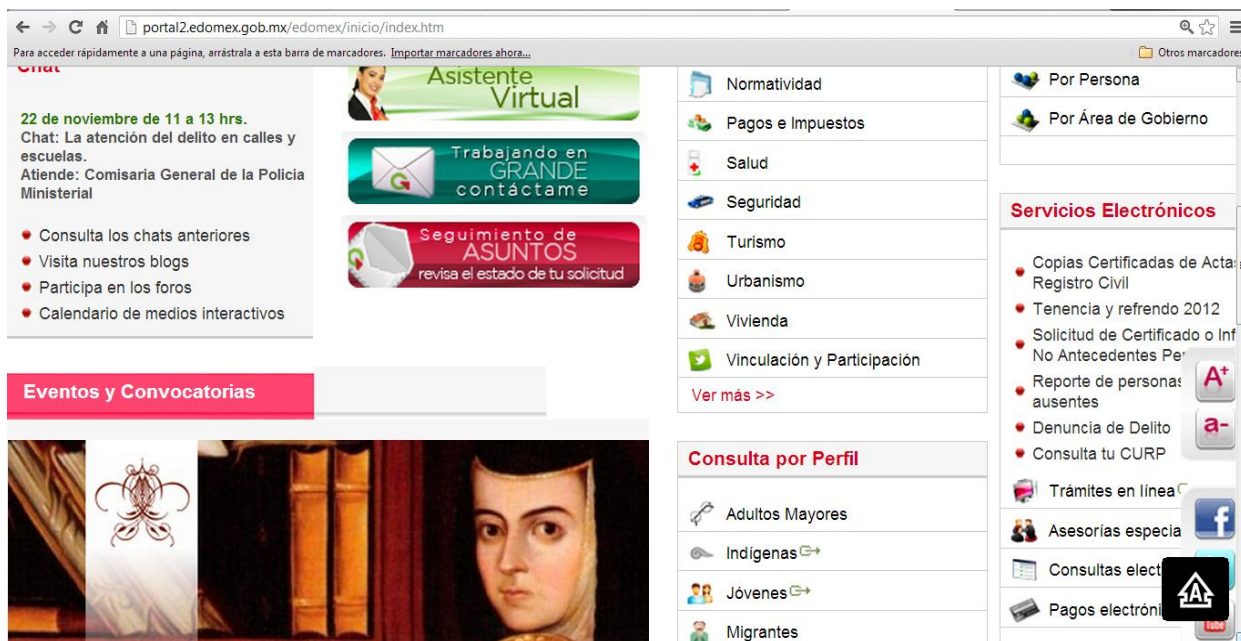 portal2.edomex.gob.mx/edomex/inicio/index.htm
Para acceder rápidamente a una página, arrástrala a esta barra de marcadores. Importar marcadores ahora...
Otros marcadores
Chat
22 de noviembre de 11 a 13 hrs.
Chat: La atención del delito en calles y
escuelas.
Atiende: Comisaria General de la Policia
Ministerial
Consulta los chats anteriores
Visita nuestros blogs
Participa en los foros
Calendario de medios interactivos
Eventos y Convocatorias
Asistente
Virtual
Trabajando en
GRANDE
contáctame
Seguimiento de
ASUNTOS
revisa el estado de tu solicitud
Normatividad
Pagos e Impuestos
Salud
Seguridad
Turismo
Urbanismo
Vivienda
Vinculación y Participación
Ver más >>
Consulta por Perfil
Adultos Mayores
Indígenas
Jóvenes
Migrantes
Por Persona
Por Área de Gobierno
Servicios Electrónicos
Copias Certificadas de Actas
Registro Civil
Tenencia y refrendo 2012
Solicitud de Certificado o Inf
No Antecedentes Pe
Reporte de personas
ausentes
Denuncia de Delito
Consulta tu CURP
Trámites en línea
Asesorías especia
Consultas elect
Pagos electróni
A+
a-
f
A
Tube